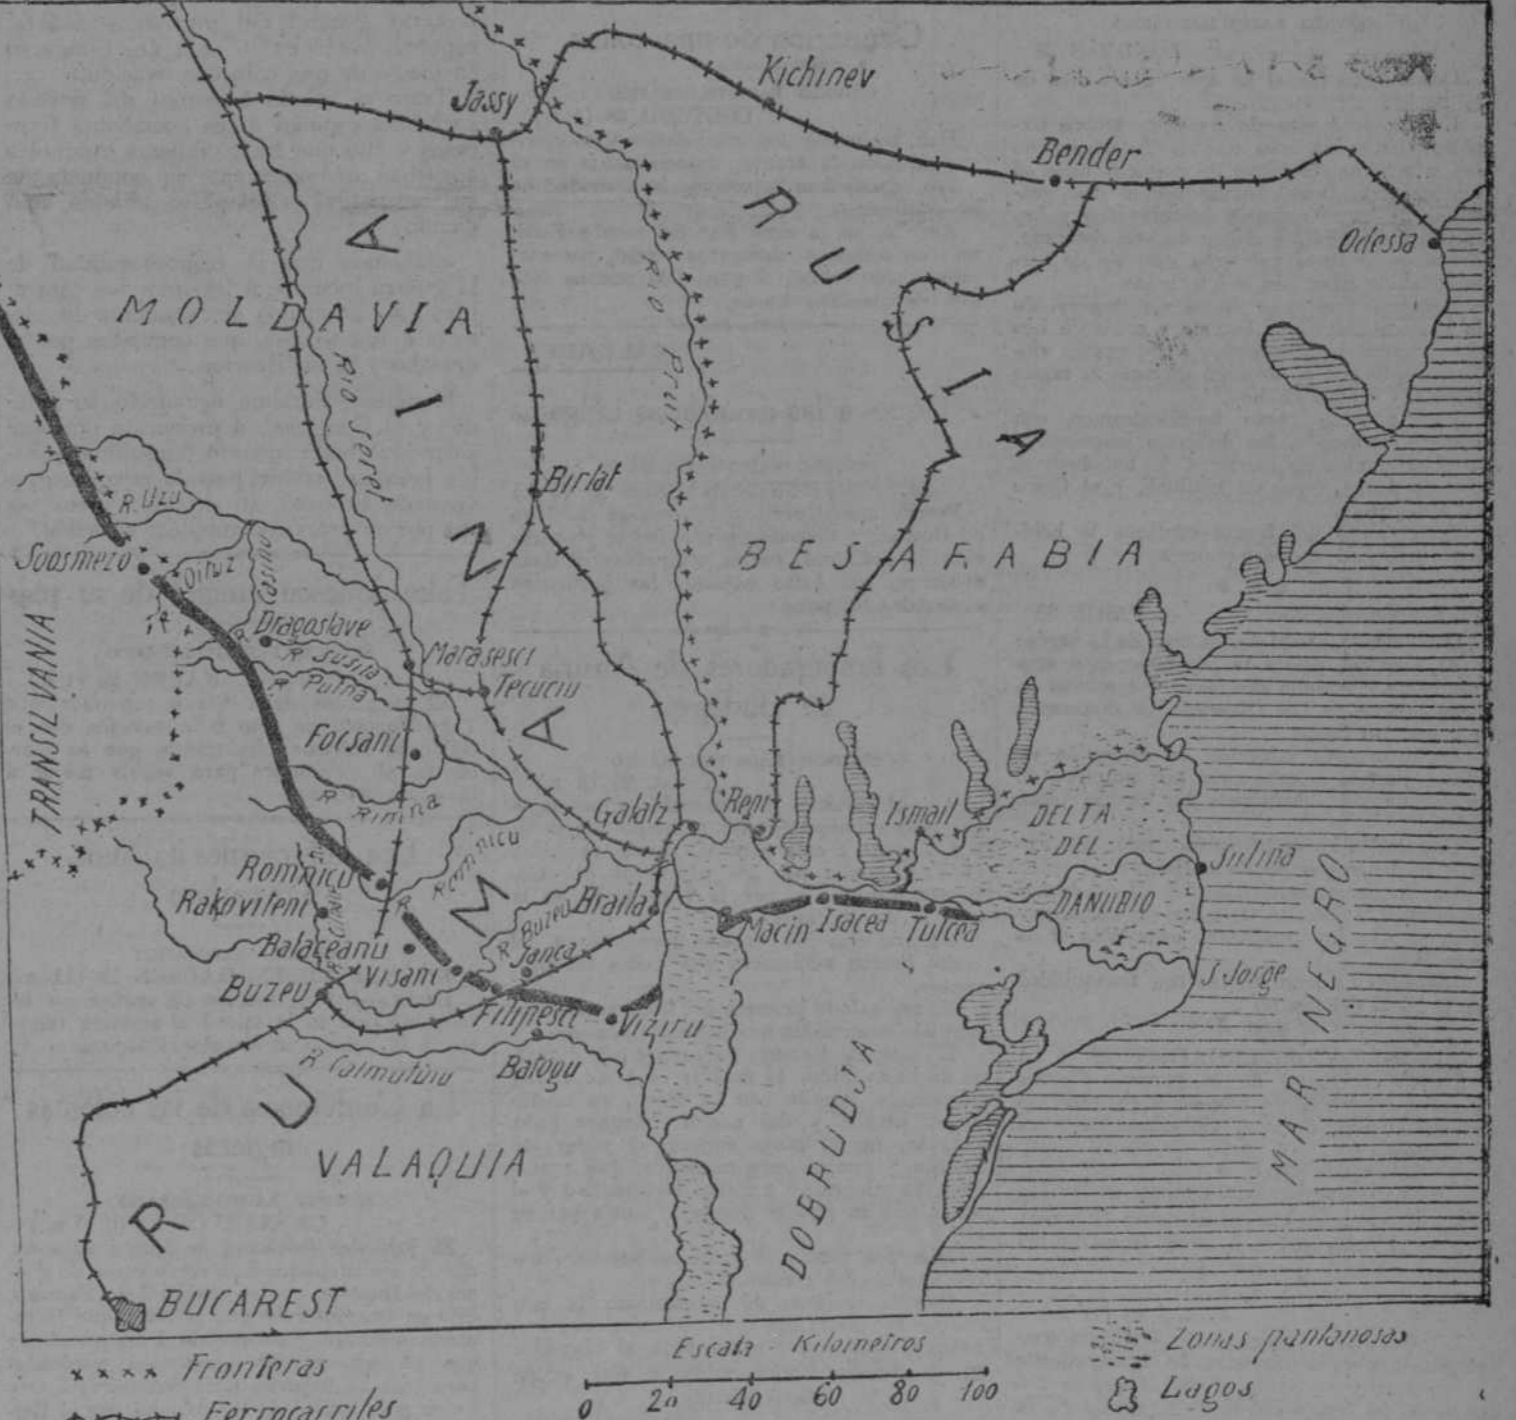 Jassy
Kichinev
Bender
Odessa
RUSIA
MOLDAVIA
RIO Seret
RIO Prut
Birlat
BESARABIA
R. Uzu
Soosmezo
Oituz
Casinu
TRANSILVANIA
Dragoslave
R Susita
R Putna
Marasesci
Tecuciu
Focsani
R Rimna
Galatz
Reni
Ismail
DELTA
DEL
DANUBIO
Sulina
Romnicu
R Romnicu
Rakoviteni
Balaceanu
Visani
R Buzeu
Braila
Janca
Macin
Isacea
Tulcea
S Jorge
Buzeu
Filipesci
Viziru
R Calmatuiu
Batogu
MAR NEGRO
RUMANIA
VALAQUIA
DOBRUDJA
BUCAREST
Fronteras
Ferrocarriles
Escala - Kilometros
0 20 40 60 80 100
Zonas pantanosas
Lagos